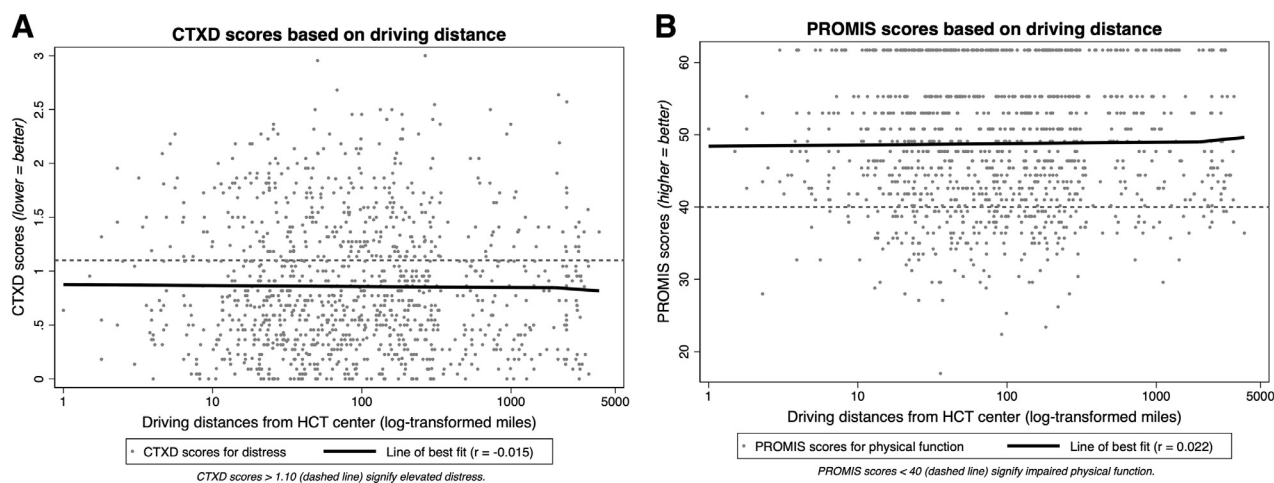 A
CTXD scores based on driving distance
CTXD scores (lower = better)
3
2.5
2
1.5
1
.5
0
1
10
100
1000
5000
Driving distances from HCT center (log-transformed miles)
CTXD scores for distress
Line of best fit (r = -0.015)
CTXD scores > 1.10 (dashed line) signify elevated distress.
B
PROMIS scores based on driving distance
PROMIS scores (higher = better)
60
50
40
30
20
1
10
100
1000
5000
Driving distances from HCT center (log-transformed miles)
PROMIS scores for physical function
Line of best fit (r = 0.022)
PROMIS scores < 40 (dashed line) signify impaired physical function.